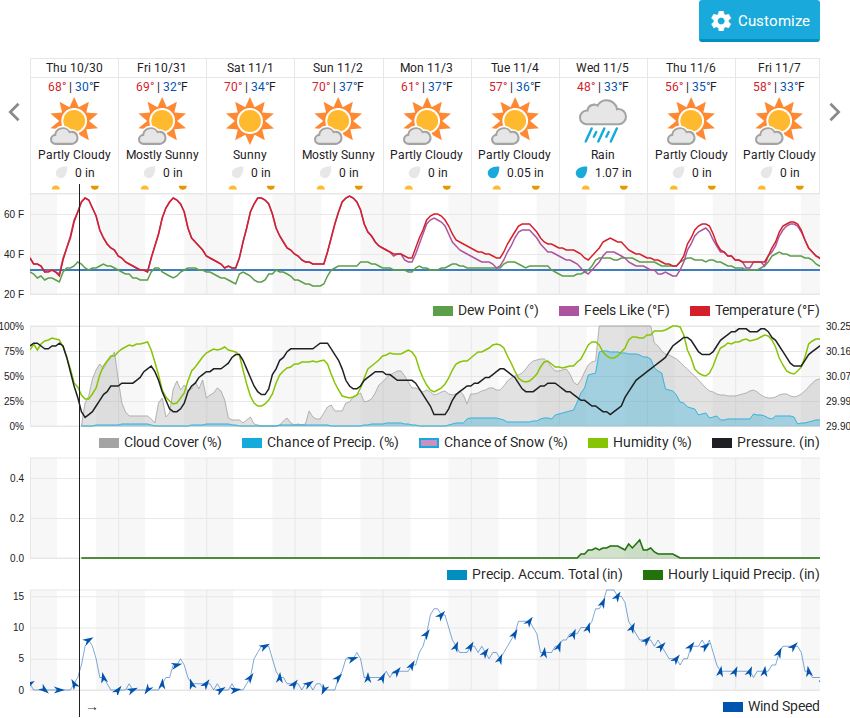 Customize
Thu 10/30 Fri 10/31 Sat 11/1 Sun 11/2 Mon 11/3 Tue 11/4 Wed 11/5 Thu 11/6 Fri 11/7
68° | 30°F 69° | 32°F 70° | 34°F 70° | 37°F 61° | 37°F 57° | 36°F 48° | 33°F 56° | 35°F 58° | 33°F
Partly Cloudy Mostly Sunny Sunny Mostly Sunny Partly Cloudy Partly Cloudy Rain Partly Cloudy Partly Cloudy
0 in 0 in 0 in 0 in 0 in 0.05 in 1.07 in 0 in 0 in
60 F
40 F
20 F
Dew Point (°) Feels Like (°F) Temperature (°F)
100% 30.25
75% 30.16
50% 30.07
25% 29.99
0% 29.90
Cloud Cover (%) Chance of Precip. (%) Chance of Snow (%) Humidity (%) Pressure. (in)
0.4
0.2
0.0
Precip. Accum. Total (in) Hourly Liquid Precip. (in)
15
10
5
0
→
Wind Speed